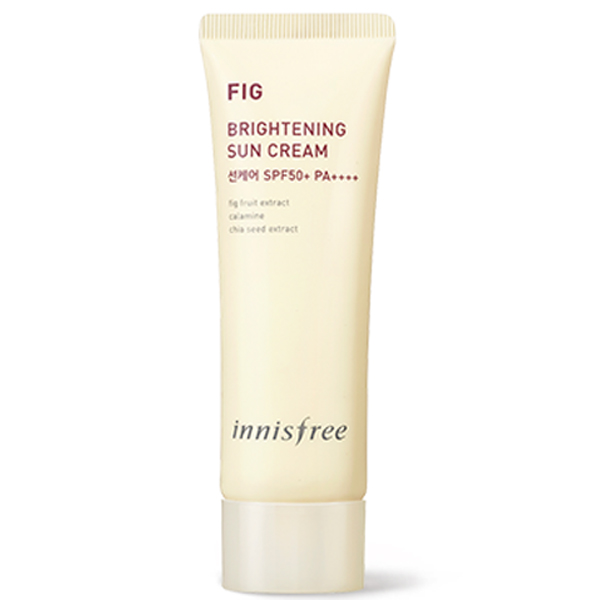 FIG
BRIGHTENING
SUN CREAM
선케어 SPF50+ PA++++
fig fruit extract
calamine
chia seed extract
innisfree